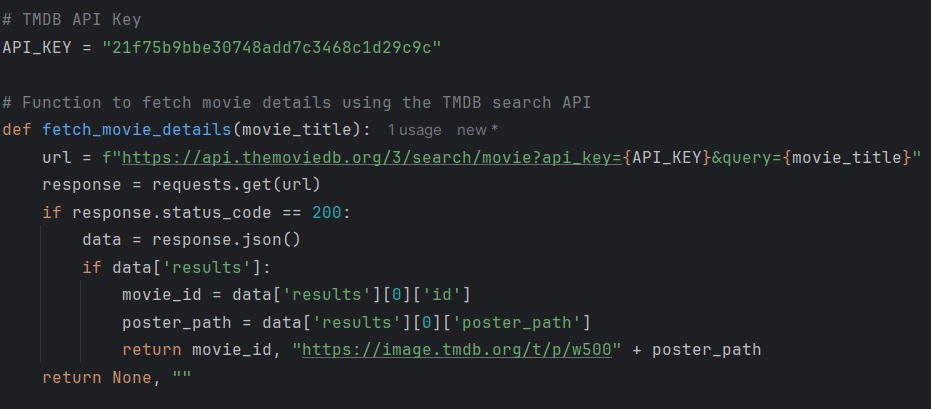 # TMDB API Key
API_KEY = "21f75b9bbe30748add7c3468c1d29c9c"
# Function to fetch movie details using the TMDB search API
def fetch_movie_details(movie_title): 1 usage new *
url = f"https://api.themoviedb.org/3/search/movie?api_key={API_KEY}&query={movie_title}"
response = requests.get(url)
if response.status_code == 200:
data = response.json()
if data['results']:
movie_id = data['results'][0]['id']
poster_path = data['results'][0]['poster_path']
return movie_id, "https://image.tmdb.org/t/p/w500" + poster_path
return None, ""